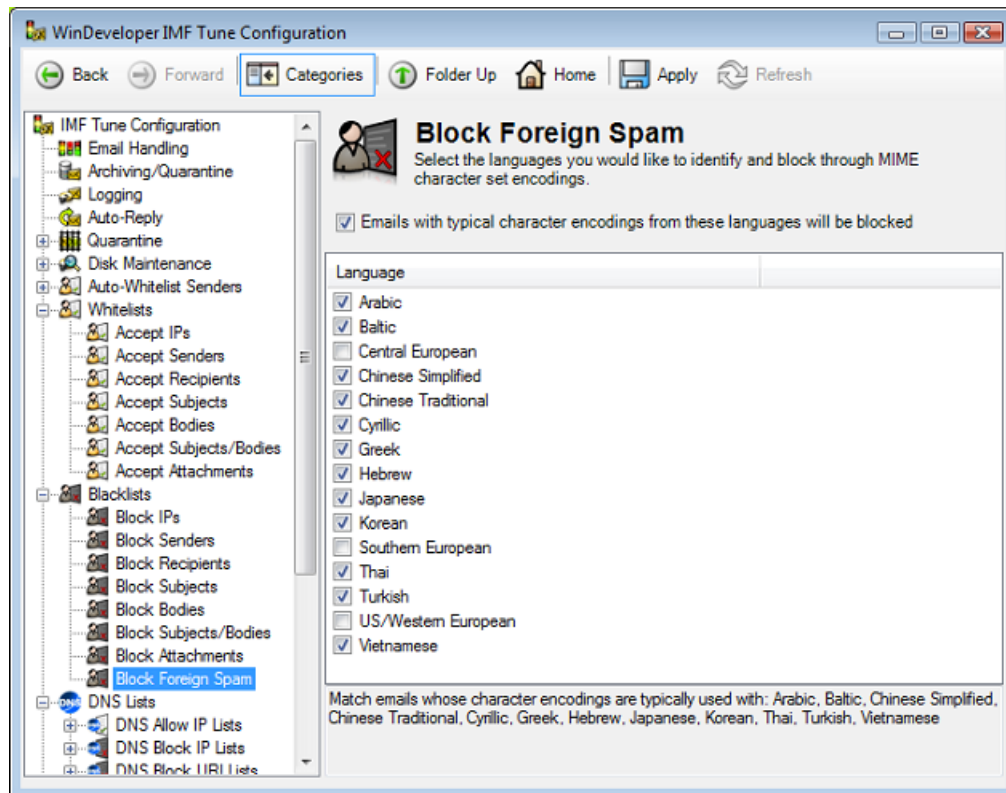 WinDeveloper IMF Tune Configuration
Back Forward Categories Folder Up Home Apply Refresh
IMF Tune Configuration
Email Handling
Archiving/Quarantine
Logging
Auto-Reply
Quarantine
Disk Maintenance
Auto-Whitelist Senders
Whitelists
Accept IPs
Accept Senders
Accept Recipients
Accept Subjects
Accept Bodies
Accept Subjects/Bodies
Accept Attachments
Blacklists
Block IPs
Block Senders
Block Recipients
Block Subjects
Block Bodies
Block Subjects/Bodies
Block Attachments
Block Foreign Spam
DNS Lists
DNS Allow IP Lists
DNS Block IP Lists
DNS Block URI Lists
Block Foreign Spam
Select the languages you would like to identify and block through MIME
character set encodings.
Emails with typical character encodings from these languages will be blocked
Language
Arabic
Baltic
Central European
Chinese Simplified
Chinese Traditional
Cyrillic
Greek
Hebrew
Japanese
Korean
Southern European
Thai
Turkish
US/Western European
Vietnamese
Match emails whose character encodings are typically used with: Arabic, Baltic, Chinese Simplified,
Chinese Traditional, Cyrillic, Greek, Hebrew, Japanese, Korean, Thai, Turkish, Vietnamese